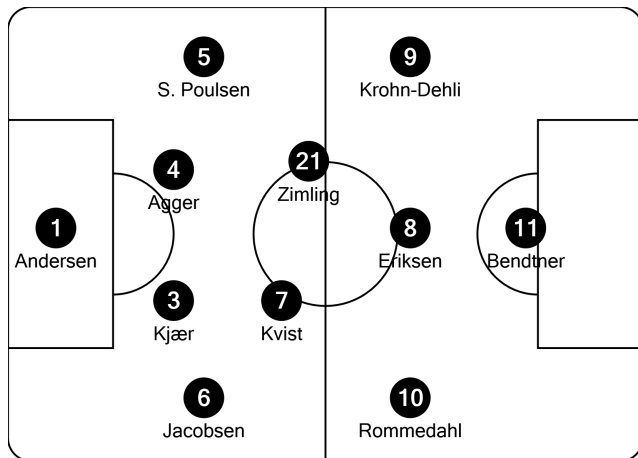 5
S. Poulsen
9
Krohn-Dehli
4
Agger
21
Zimling
1
Andersen
8
Eriksen
11
Bendtner
3
Kjær
7
Kvist
6
Jacobsen
10
Rommedahl